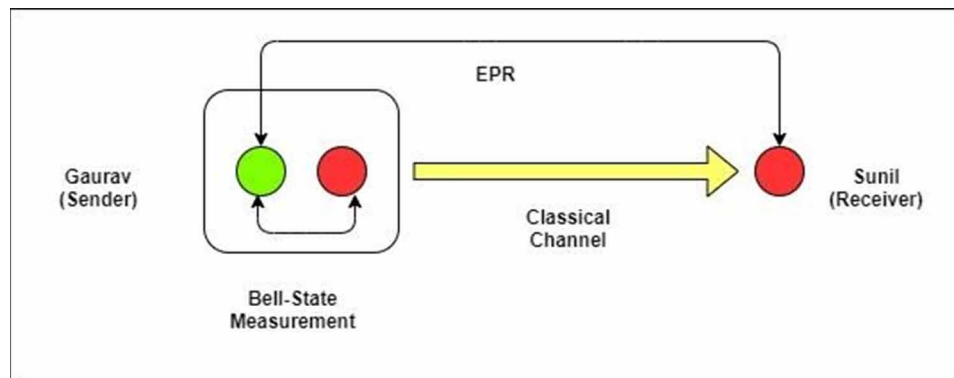 EPR
Gaurav
(Sender)
Sunil
(Receiver)
Classical
Channel
Bell-State
Measurement